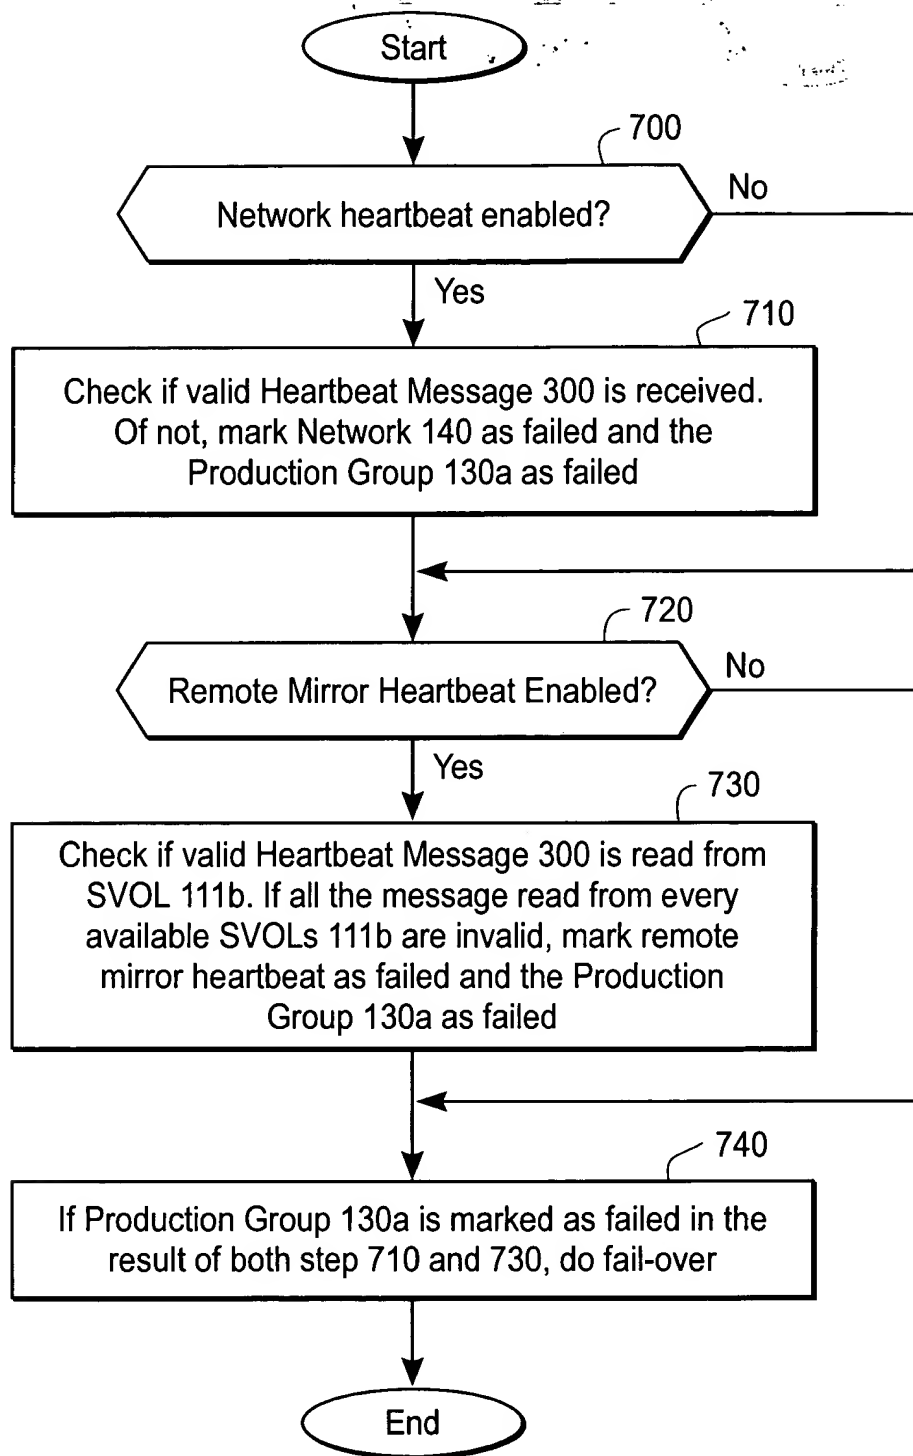 Start
700
Network heartbeat enabled?
No
Yes
710
Check if valid Heartbeat Message 300 is received.
Of not, mark Network 140 as failed and the
Production Group 130a as failed
720
Remote Mirror Heartbeat Enabled?
No
Yes
730
Check if valid Heartbeat Message 300 is read from
SVOL 111b. If all the message read from every
available SVOLs 111b are invalid, mark remote
mirror heartbeat as failed and the Production
Group 130a as failed
740
If Production Group 130a is marked as failed in the
result of both step 710 and 730, do fail-over
End